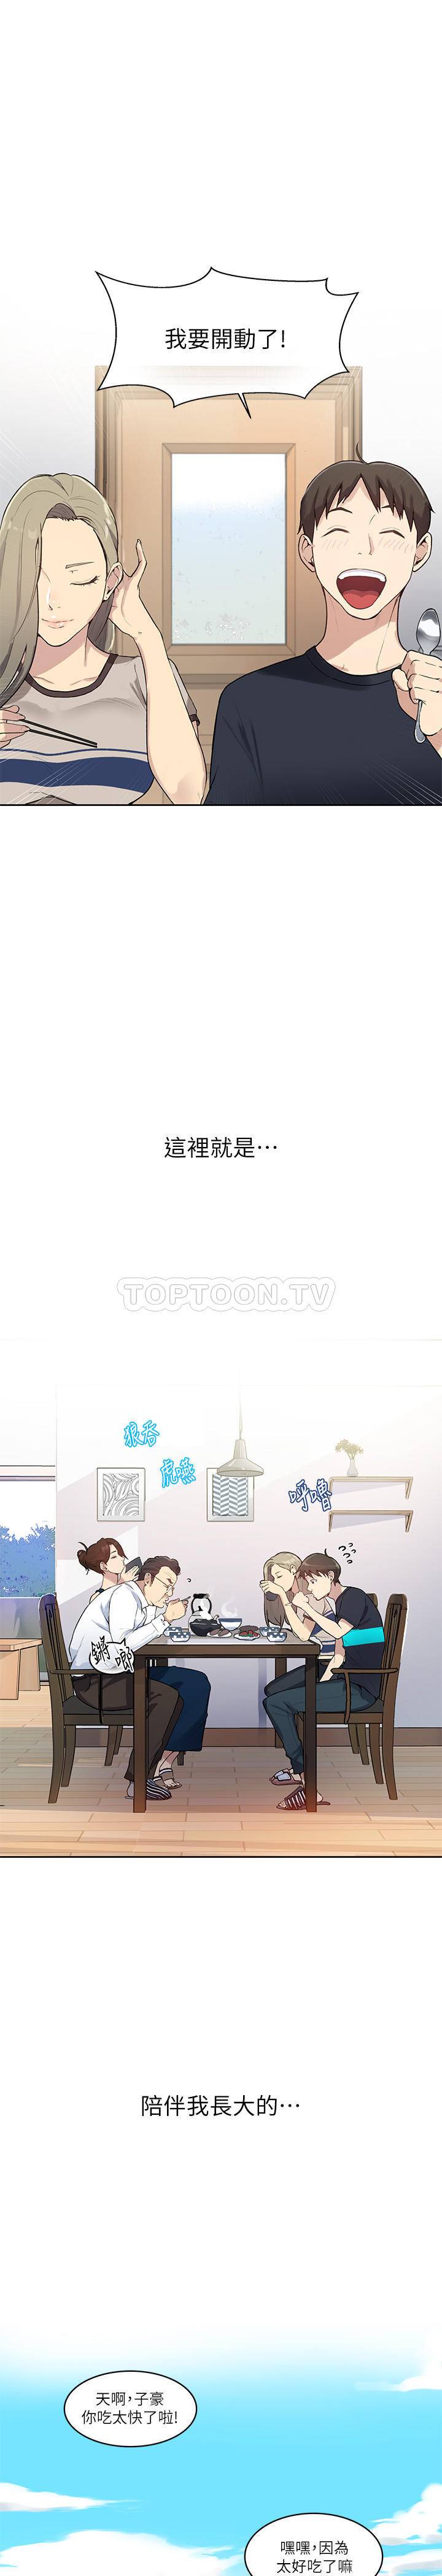 我要開動了!
這裡就是⋯
TOPTOON.TV
狼吞
虎嚥
呼嚕
鏘
啷
陪伴我長大的⋯
天啊,子豪
你吃太快了啦!
嘿嘿,因為
太好吃了嘛